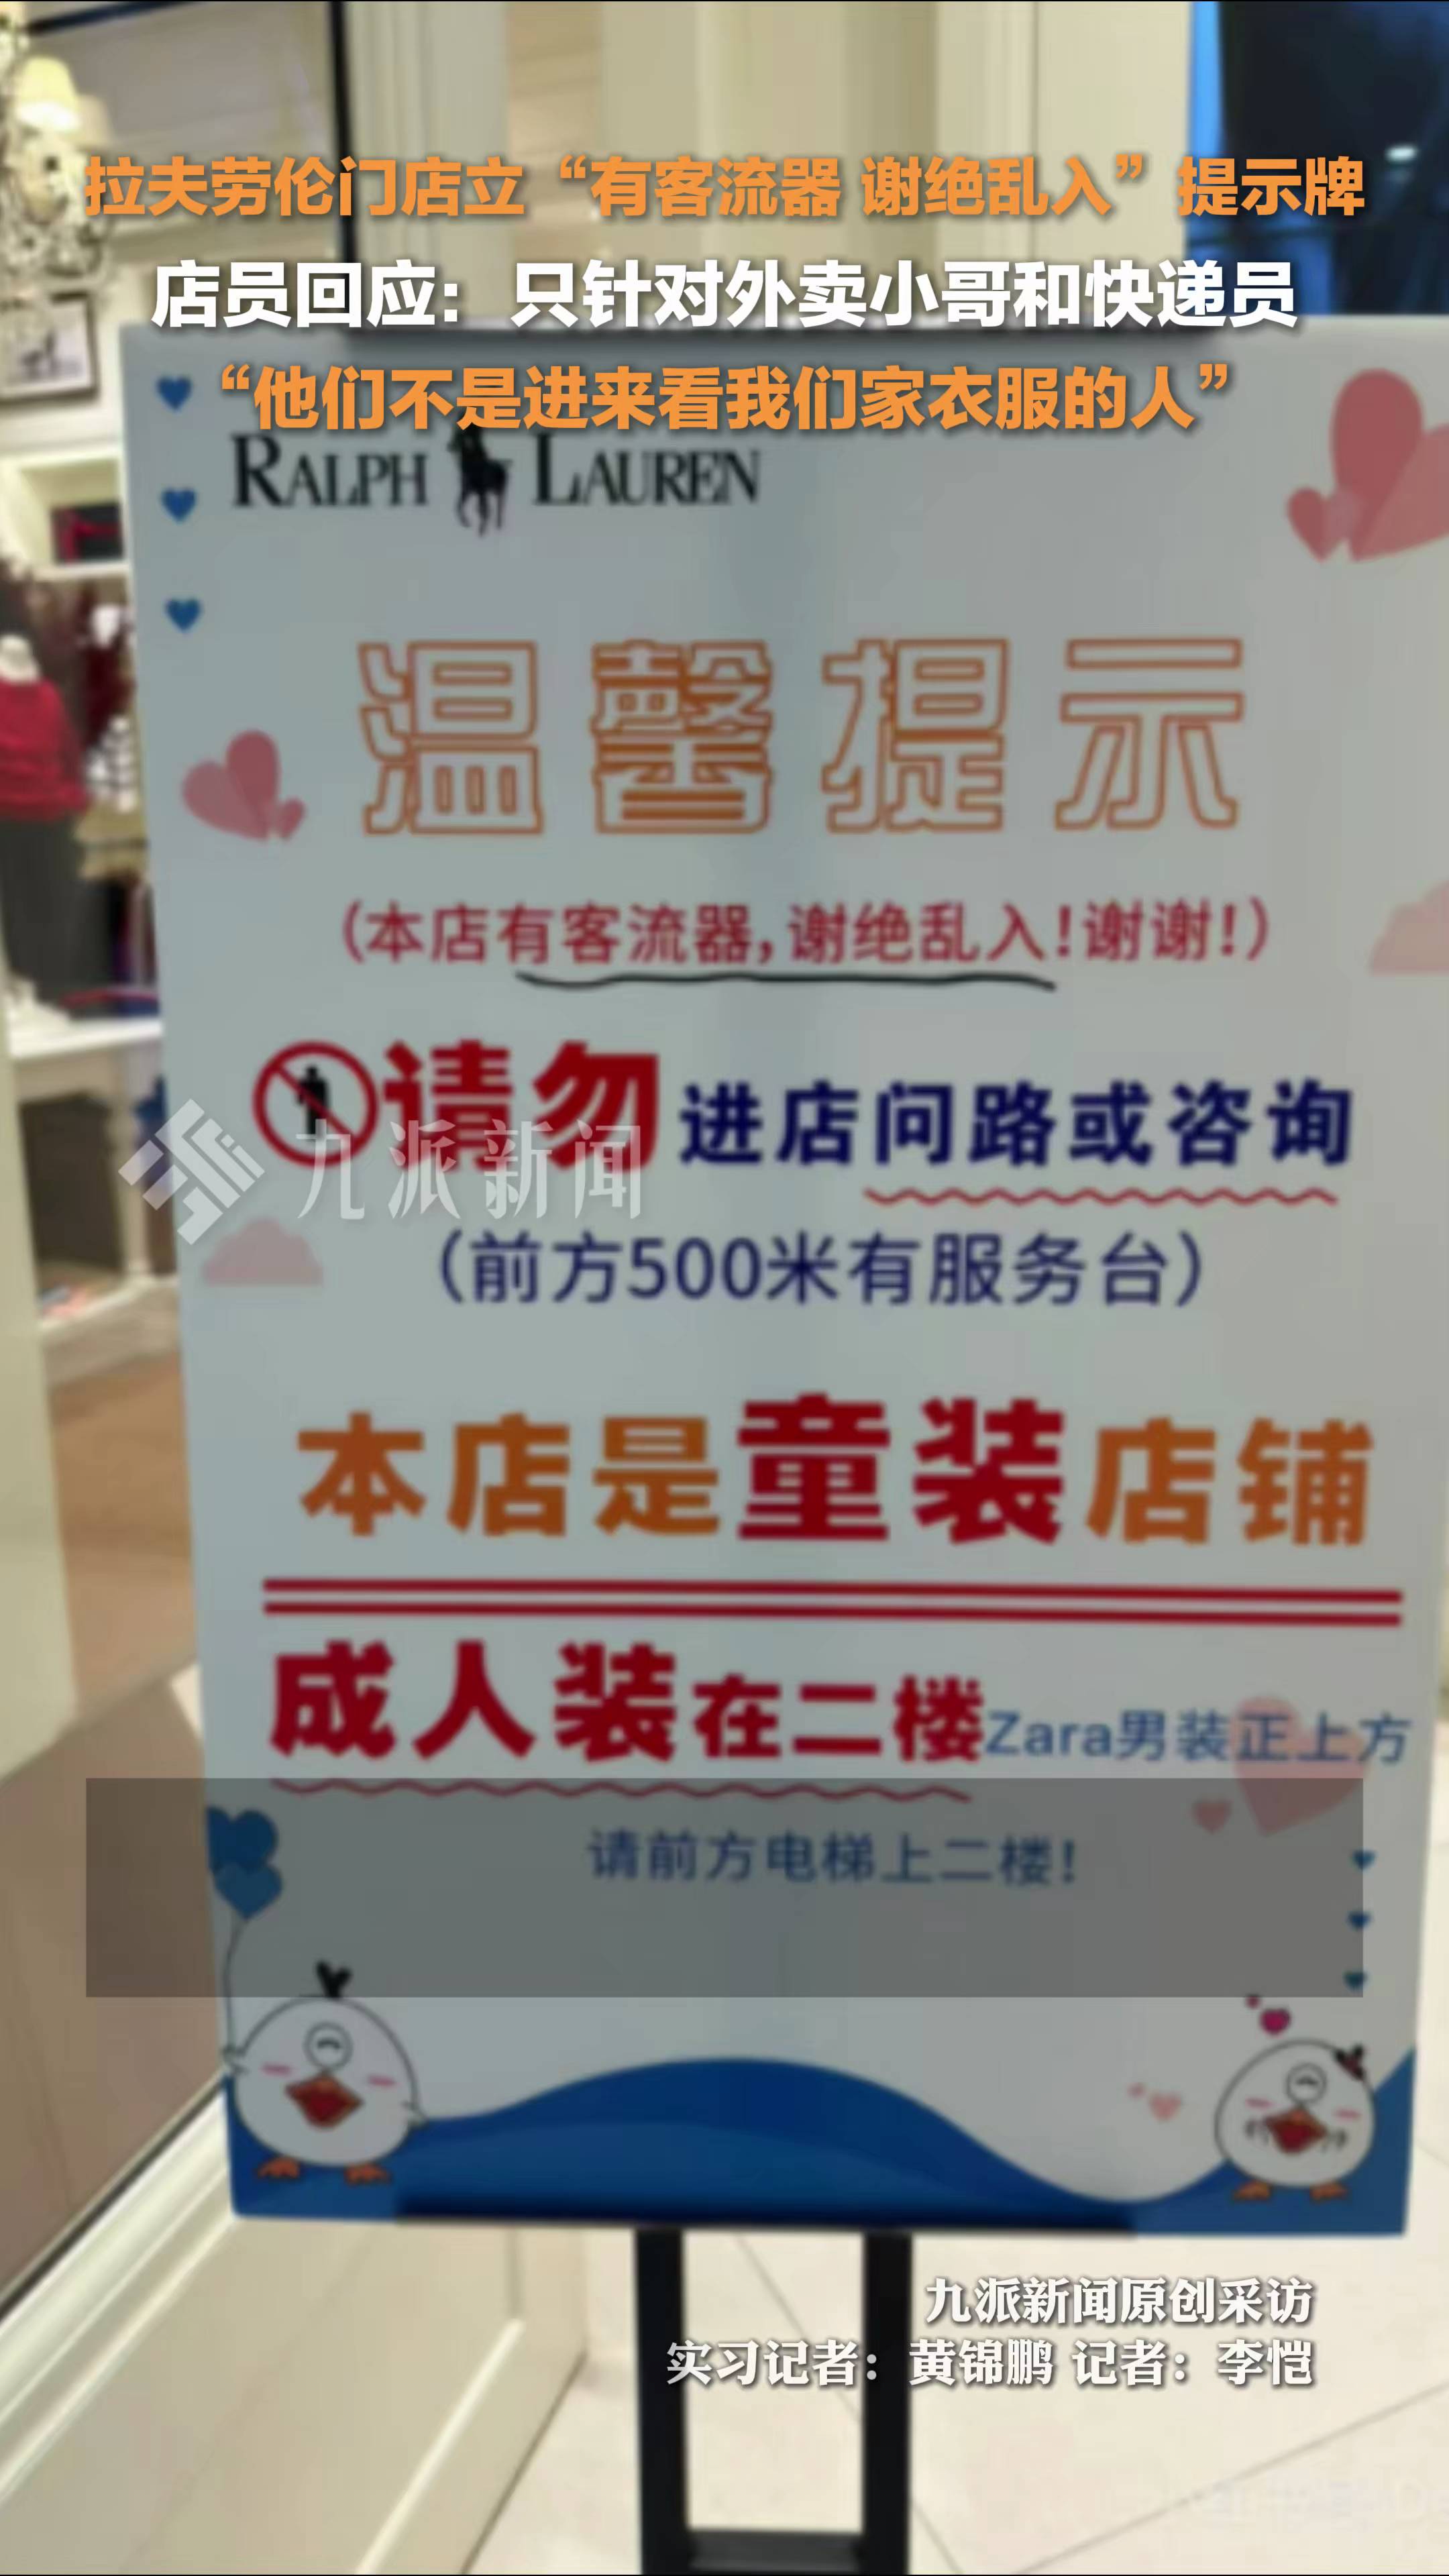 拉夫劳伦门店立“有客流器 谢绝乱入”提示牌
店员回应：只针对外卖小哥和快递员
“他们不是进来看我们家衣服的人”
RALPH LAUREN
温馨提示
（本店有客流器，谢绝乱入！谢谢！）
请勿进店问路或咨询
九派新闻
（前方500米有服务台）
本店是童装店铺
成人装在二楼Zara男装正上方
请前方电梯上二楼！
九派新闻原创采访
实习记者：黄锦鹏 记者：李恺